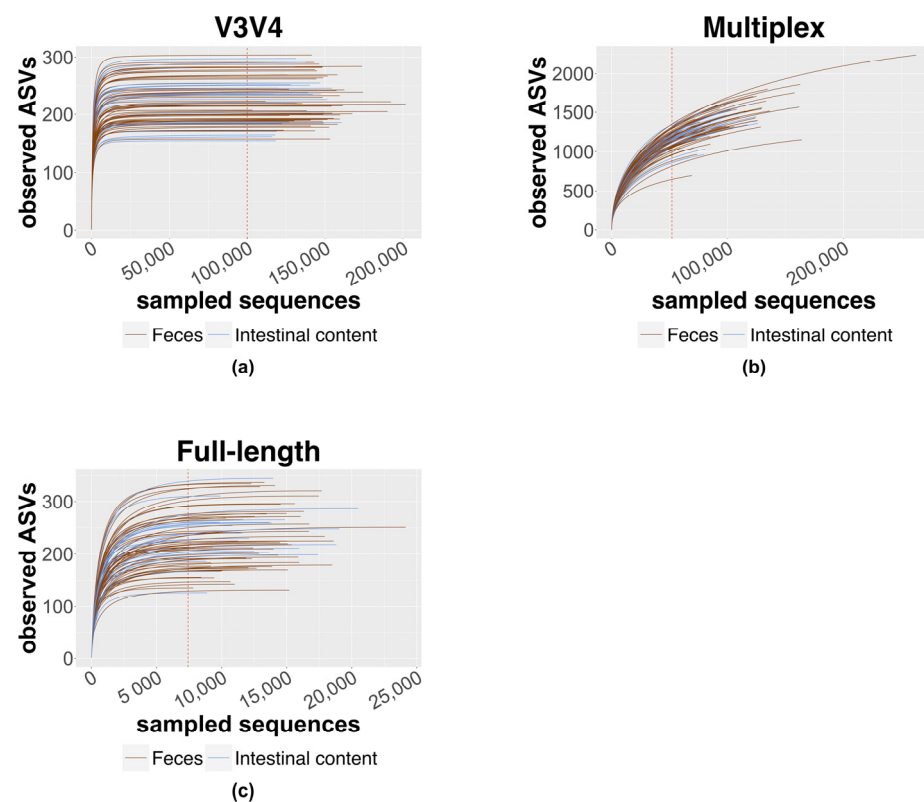 V3V4
observed ASVs
300
200
100
0
0
50,000
100,000
150,000
200,000
sampled sequences
Feces
Intestinal content
(a)
Multiplex
observed ASVs
2000
1500
1000
500
0
0
100,000
200,000
sampled sequences
Feces
Intestinal content
(b)
Full-length
observed ASVs
300
200
100
0
0
5 000
10,000
15,000
20,000
25,000
sampled sequences
Feces
Intestinal content
(c)